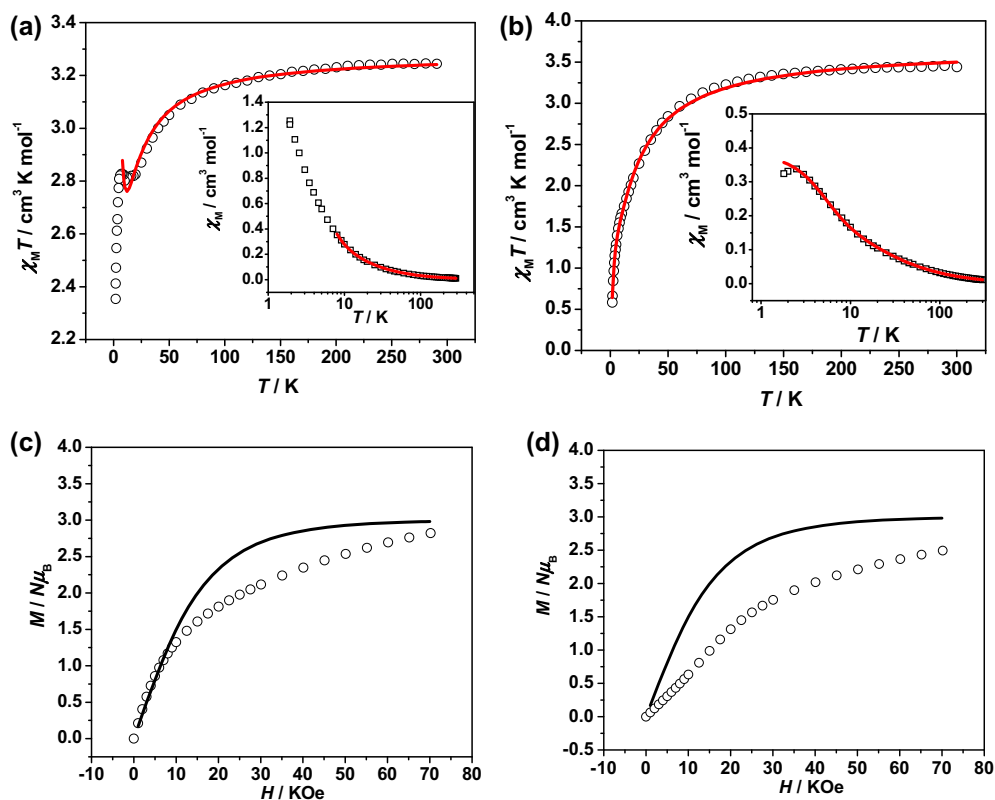 (a)
3.4
3.2
3.0
2.8
2.6
2.4
2.2
χM T / cm³ K mol⁻¹
0 50 100 150 200 250 300
T / K
1.4
1.2
1.0
0.8
0.6
0.4
0.2
0.0
χM / cm³ mol⁻¹
1 10 100
T / K
(b)
4.0
3.5
3.0
2.5
2.0
1.5
1.0
0.5
0.0
χM T / cm³ K mol⁻¹
0 50 100 150 200 250 300
T / K
0.5
0.4
0.3
0.2
0.1
0.0
χM / cm³ mol⁻¹
1 10 100
T / K
(c)
4.0
3.5
3.0
2.5
2.0
1.5
1.0
0.5
0.0
M / NμB
-10 0 10 20 30 40 50 60 70 80
H / KOe
(d)
4.0
3.5
3.0
2.5
2.0
1.5
1.0
0.5
0.0
-0.5
M / NμB
-10 0 10 20 30 40 50 60 70 80
H / KOe